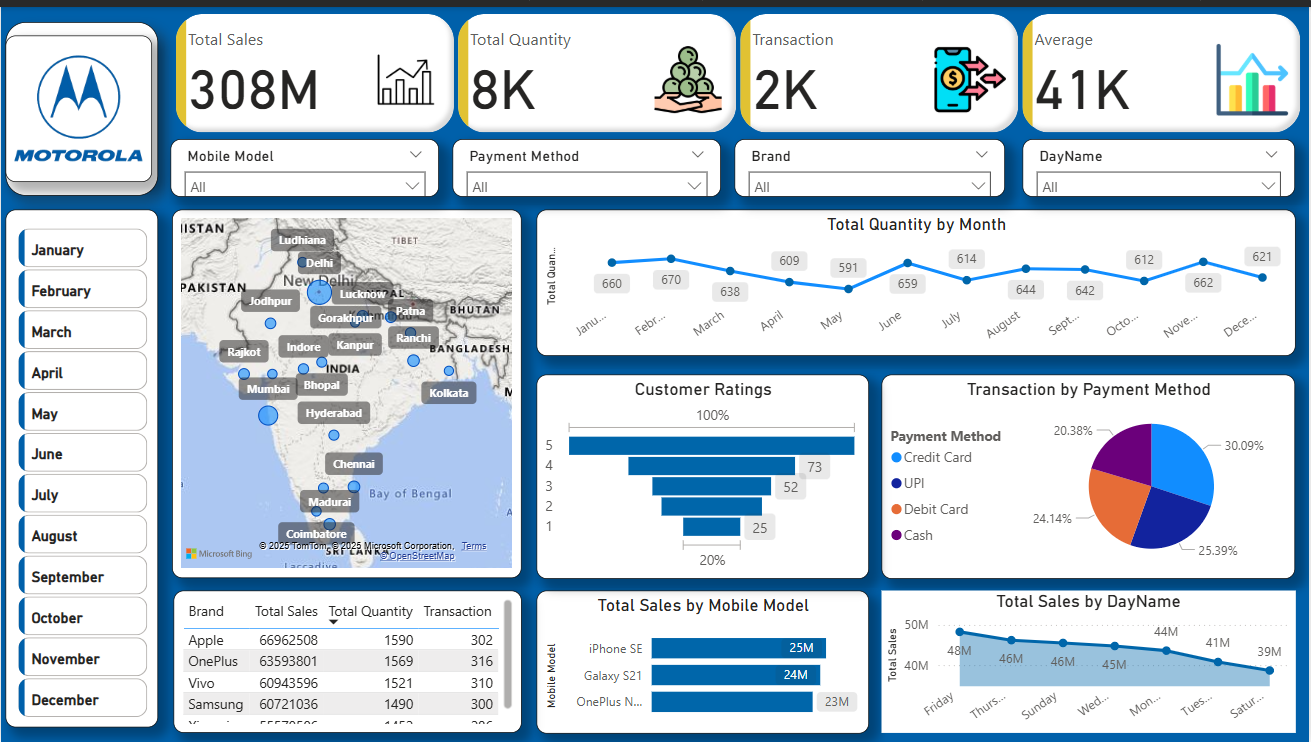 Total Sales
308M
Total Quantity
8K
Transaction
2K
Average
41K
MOTOROLA
Mobile Model
All
Payment Method
All
Brand
All
DayName
All
January
February
March
April
May
June
July
August
September
October
November
December
ISTAN
TIBET
Ludhiana
Delhi
New Delhi
PAKISTAN
Jodhpur
Lucknow
NEPAL
Gorakhpur
Patna
BHUTAN
Rajkot
Indore
Kanpur
Ranchi
BANGLADESH
INDIA
Mumbai
Bhopal
Kolkata
Hyderabad
Chennai
Madurai
Bay of Bengal
Coimbatore
© 2025 TomTom, © 2025 Microsoft Corporation, Terms
© OpenStreetMap
Microsoft Bing
SRI LANKA
Laccadive
Total Quantity by Month
Total Quan...
660
670
638
609
591
659
614
644
642
612
662
621
Janu...
Febr...
March
April
May
June
July
August
Sept...
Octo...
Nove...
Dece...
Customer Ratings
100%
5
4
73
3
52
2
1
25
20%
Transaction by Payment Method
Payment Method
Credit Card
UPI
Debit Card
Cash
20.38%
30.09%
24.14%
25.39%
Brand Total Sales Total Quantity Transaction
Apple 66962508 1590 302
OnePlus 63593801 1569 316
Vivo 60943596 1521 310
Samsung 60721036 1490 300
Total Sales by Mobile Model
Mobile Model
iPhone SE 25M
Galaxy S21 24M
OnePlus N... 23M
Total Sales by DayName
Total Sales
50M
40M
48M
46M
46M
45M
44M
41M
39M
Friday
Thurs...
Sunday
Wed...
Mon...
Tues...
Satur...